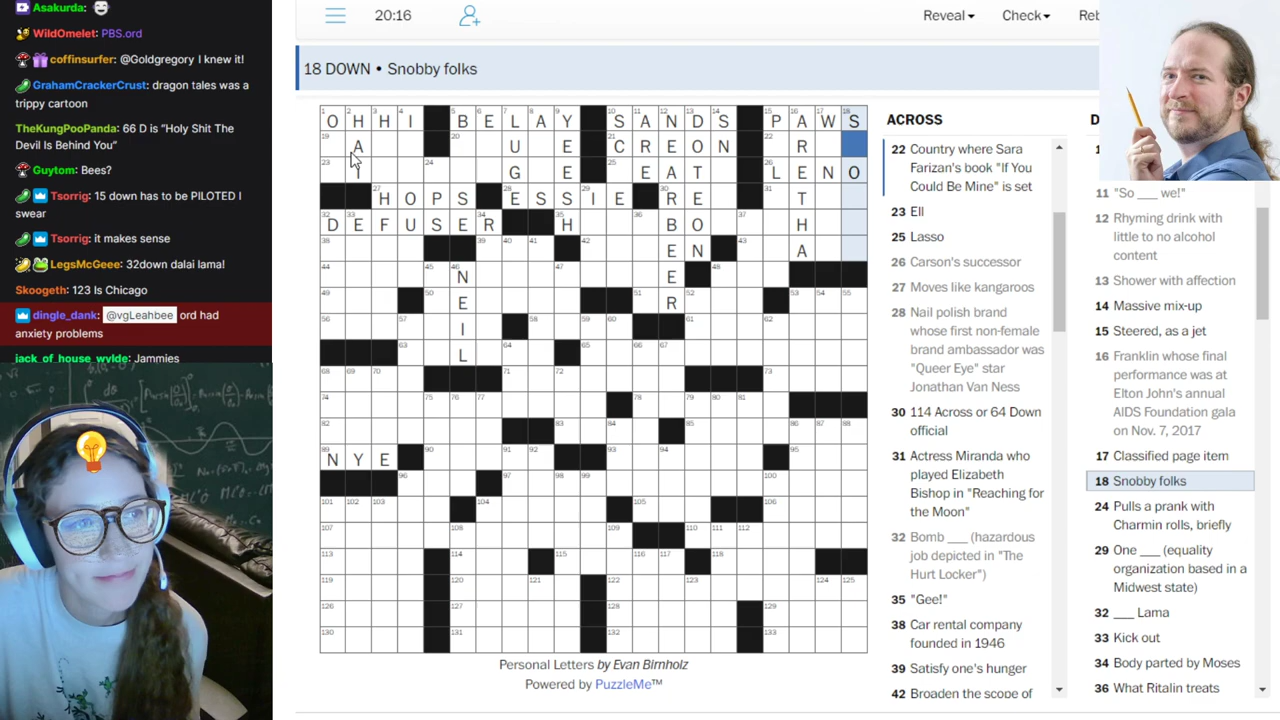 Asakurda:
WildOmelet: PBS.ord
coffinsurfer: @Goldgregory I knew it!
GrahamCrackerCrust: dragon tales was a
trippy cartoon
TheKungPooPanda: 66 D is "Holy Shit The
Devil Is Behind You"
Guytom: Bees?
Tsorrig: 15 down has to be PILOTED I
swear
Tsorrig: it makes sense
LegsMcGee: 32down dalai lama!
Skoogeth: 123 Is Chicago
dingle_dank: @vgLeahbee ord had
anxiety problems
jack_of_house_wylde: Jammies
20:16
Reveal
Check
Reb
18 DOWN • Snobby folks
O H H I B E L A Y S A N D S P A W S
A U E C R E O N R
I G E E A T L E N O
H O P S E S S I E R R T
D E F U S E R H B O H
E N A
N E
E R
I
L
N Y E
Personal Letters by Evan Birnholz
Powered by PuzzleMe™
ACROSS
22 Country where Sara
Farizan's book "If You
Could Be Mine" is set
23 Ell
25 Lasso
26 Carson's successor
27 Moves like kangaroos
28 Nail polish brand
whose first non-female
brand ambassador was
"Queer Eye" star
Jonathan Van Ness
30 114 Across or 64 Down
official
31 Actress Miranda who
played Elizabeth
Bishop in "Reaching for
the Moon"
32 Bomb ___ (hazardous
job depicted in "The
Hurt Locker")
35 "Gee!"
38 Car rental company
founded in 1946
39 Satisfy one's hunger
42 Broaden the scope of
D
11 "So ___ we!"
12 Rhyming drink with
little to no alcohol
content
13 Shower with affection
14 Massive mix-up
15 Steered, as a jet
16 Franklin whose final
performance was at
Elton John's annual
AIDS Foundation gala
on Nov. 7, 2017
17 Classified page item
18 Snobby folks
24 Pulls a prank with
Charmin rolls, briefly
29 One ___ (equality
organization based in a
Midwest state)
32 ___ Lama
33 Kick out
34 Body parted by Moses
36 What Ritalin treats